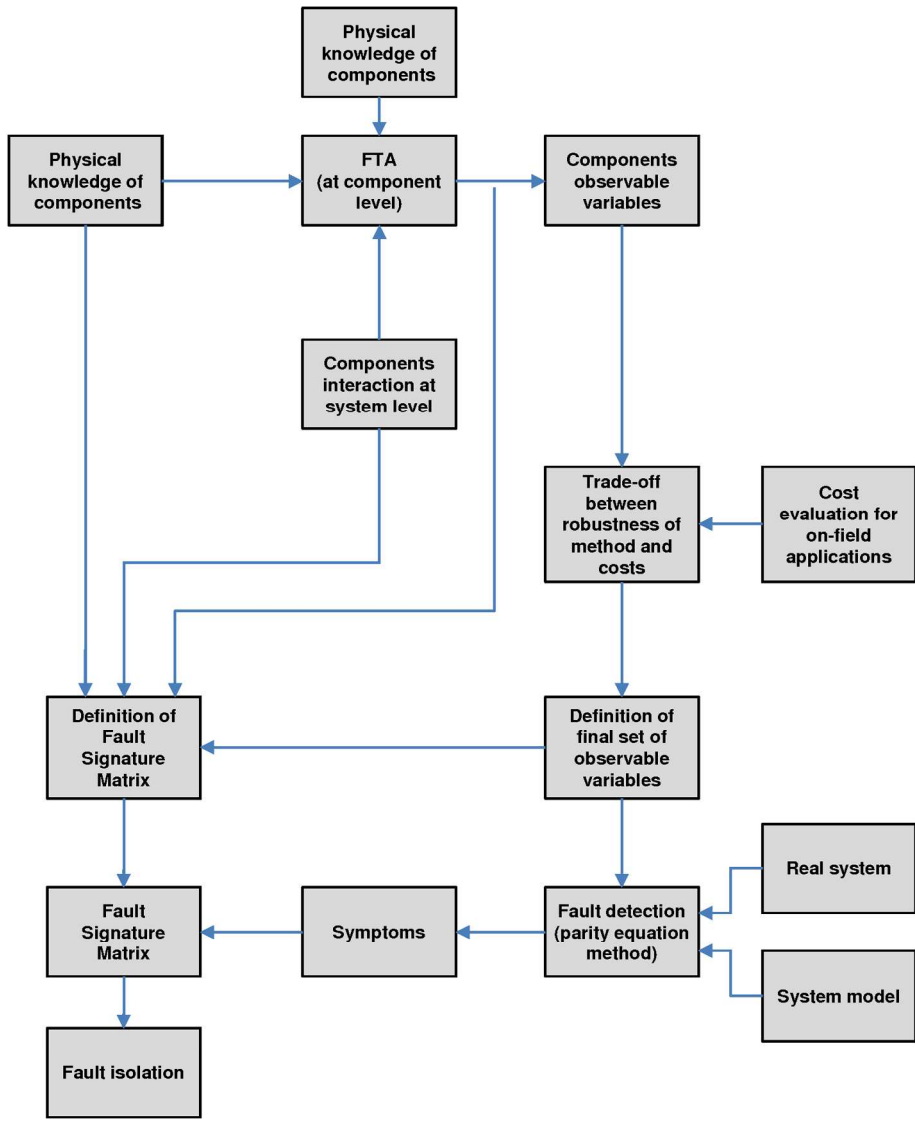 Physical
knowledge of
components
Physical
knowledge of
components
FTA
(at component
level)
Components
observable
variables
Components
interaction at
system level
Trade-off
between
robustness of
method and
costs
Cost
evaluation for
on-field
applications
Definition of
Fault
Signature
Matrix
Definition of
final set of
observable
variables
Real system
Fault
Signature
Matrix
Symptoms
Fault detection
(parity equation
method)
System model
Fault isolation